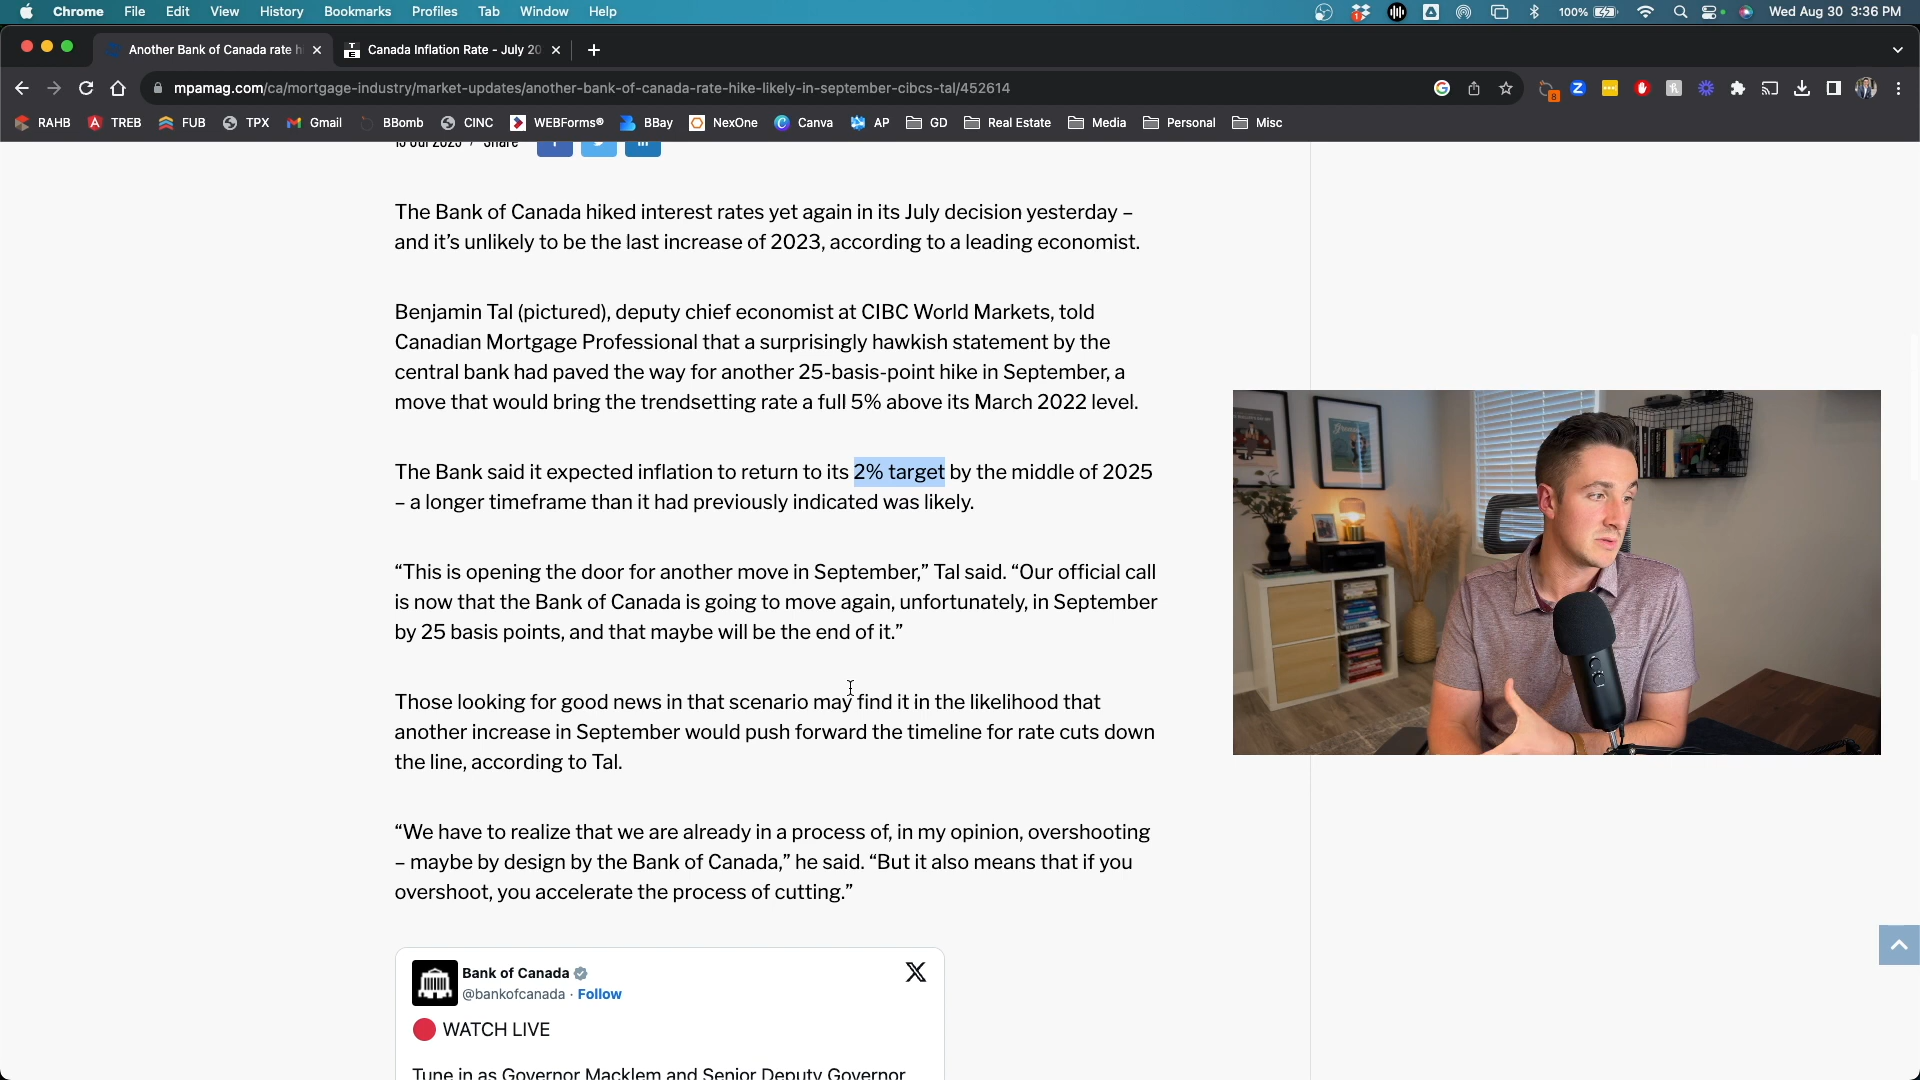 Chrome File Edit View History Bookmarks Profiles Tab Window Help 100% Wed Aug 30 3:36 PM
Another Bank of Canada rate h Canada Inflation Rate - July 20
mpamag.com/ca/mortgage-industry/market-updates/another-bank-of-canada-rate-hike-likely-in-september-cibcs-tal/452614
RAHB TREB FUB TPX Gmail BBomb CINC WEBForms® BBay NexOne Canva AP GD Real Estate Media Personal Misc
Share
The Bank of Canada hiked interest rates yet again in its July decision yesterday –
and it’s unlikely to be the last increase of 2023, according to a leading economist.
Benjamin Tal (pictured), deputy chief economist at CIBC World Markets, told
Canadian Mortgage Professional that a surprisingly hawkish statement by the
central bank had paved the way for another 25-basis-point hike in September, a
move that would bring the trendsetting rate a full 5% above its March 2022 level.
The Bank said it expected inflation to return to its 2% target by the middle of 2025
– a longer timeframe than it had previously indicated was likely.
“This is opening the door for another move in September,” Tal said. “Our official call
is now that the Bank of Canada is going to move again, unfortunately, in September
by 25 basis points, and that maybe will be the end of it.”
Those looking for good news in that scenario may find it in the likelihood that
another increase in September would push forward the timeline for rate cuts down
the line, according to Tal.
“We have to realize that we are already in a process of, in my opinion, overshooting
– maybe by design by the Bank of Canada,” he said. “But it also means that if you
overshoot, you accelerate the process of cutting.”
Bank of Canada
@bankofcanada · Follow
WATCH LIVE
Tune in as Governor Macklem and Senior Deputy Governor